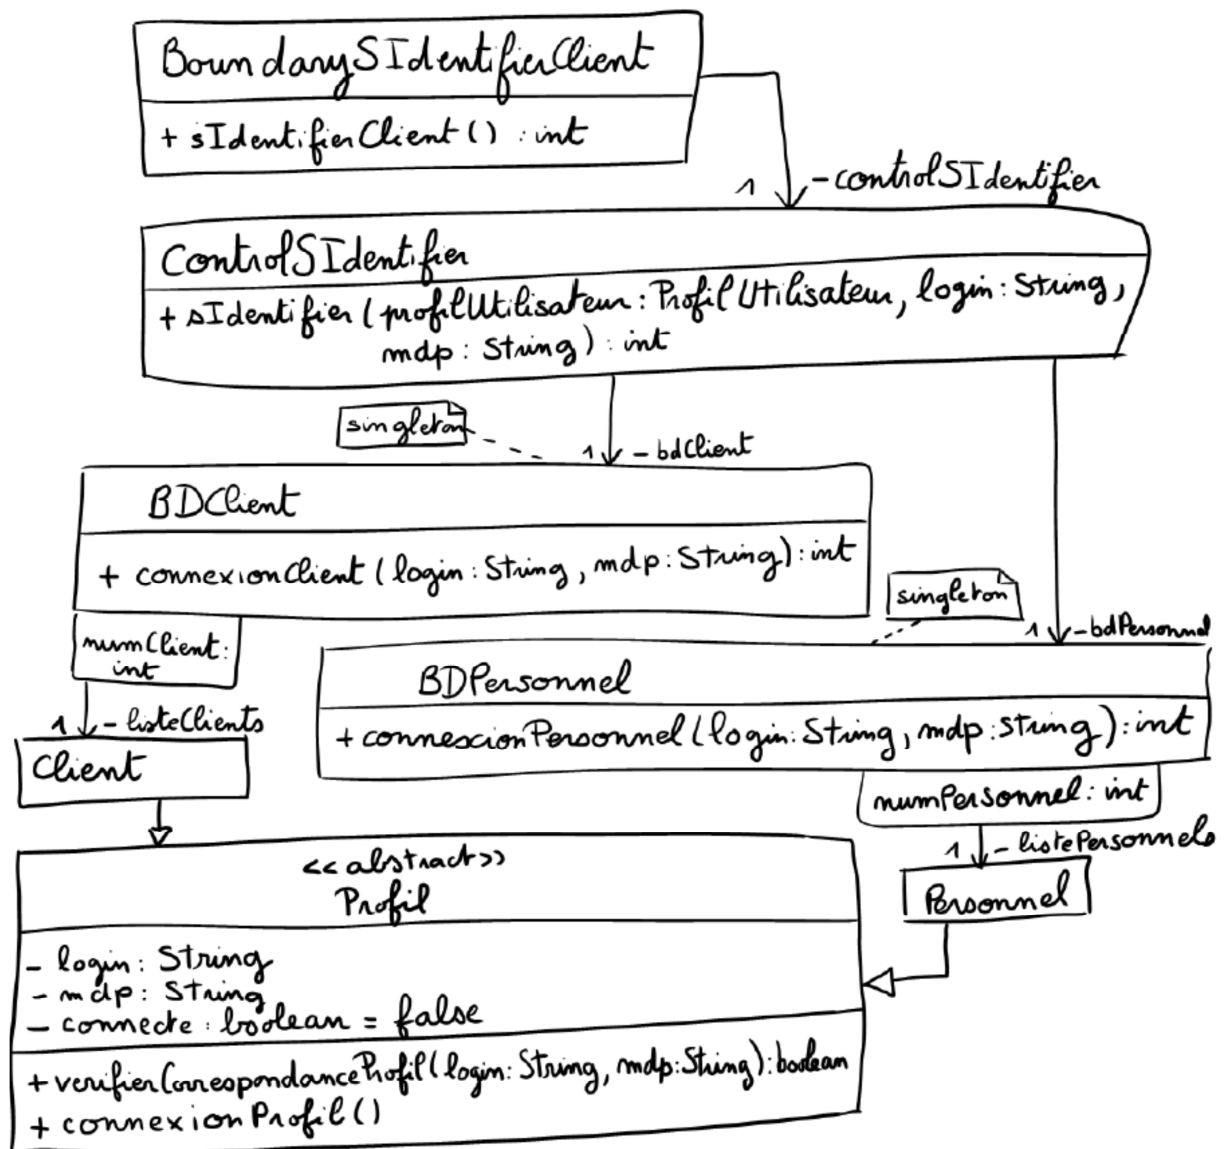 BoundarySIdentifierClient
+ sIdentifierClient() : int
1 - controlSIdentifier
ControlSIdentifier
+ sIdentifier(profilUtilisateur: ProfilUtilisateur, login: String,
mdp: String): int
singleton
1 - bdClient
BDClient
+ connexionClient(login: String, mdp: String): int
singleton
numClient:
int
1 - bdPersonnel
BDPersonnel
+ connexionPersonnel(login: String, mdp: String): int
1 - listeClients
Client
numPersonnel: int
1 - listePersonnels
Personnel
<<abstract>>
Profil
- login: String
- mdp: String
- connecte: boolean = false
+ verifierCorrespondanceProfil(login: String, mdp: String): boolean
+ connexionProfil()